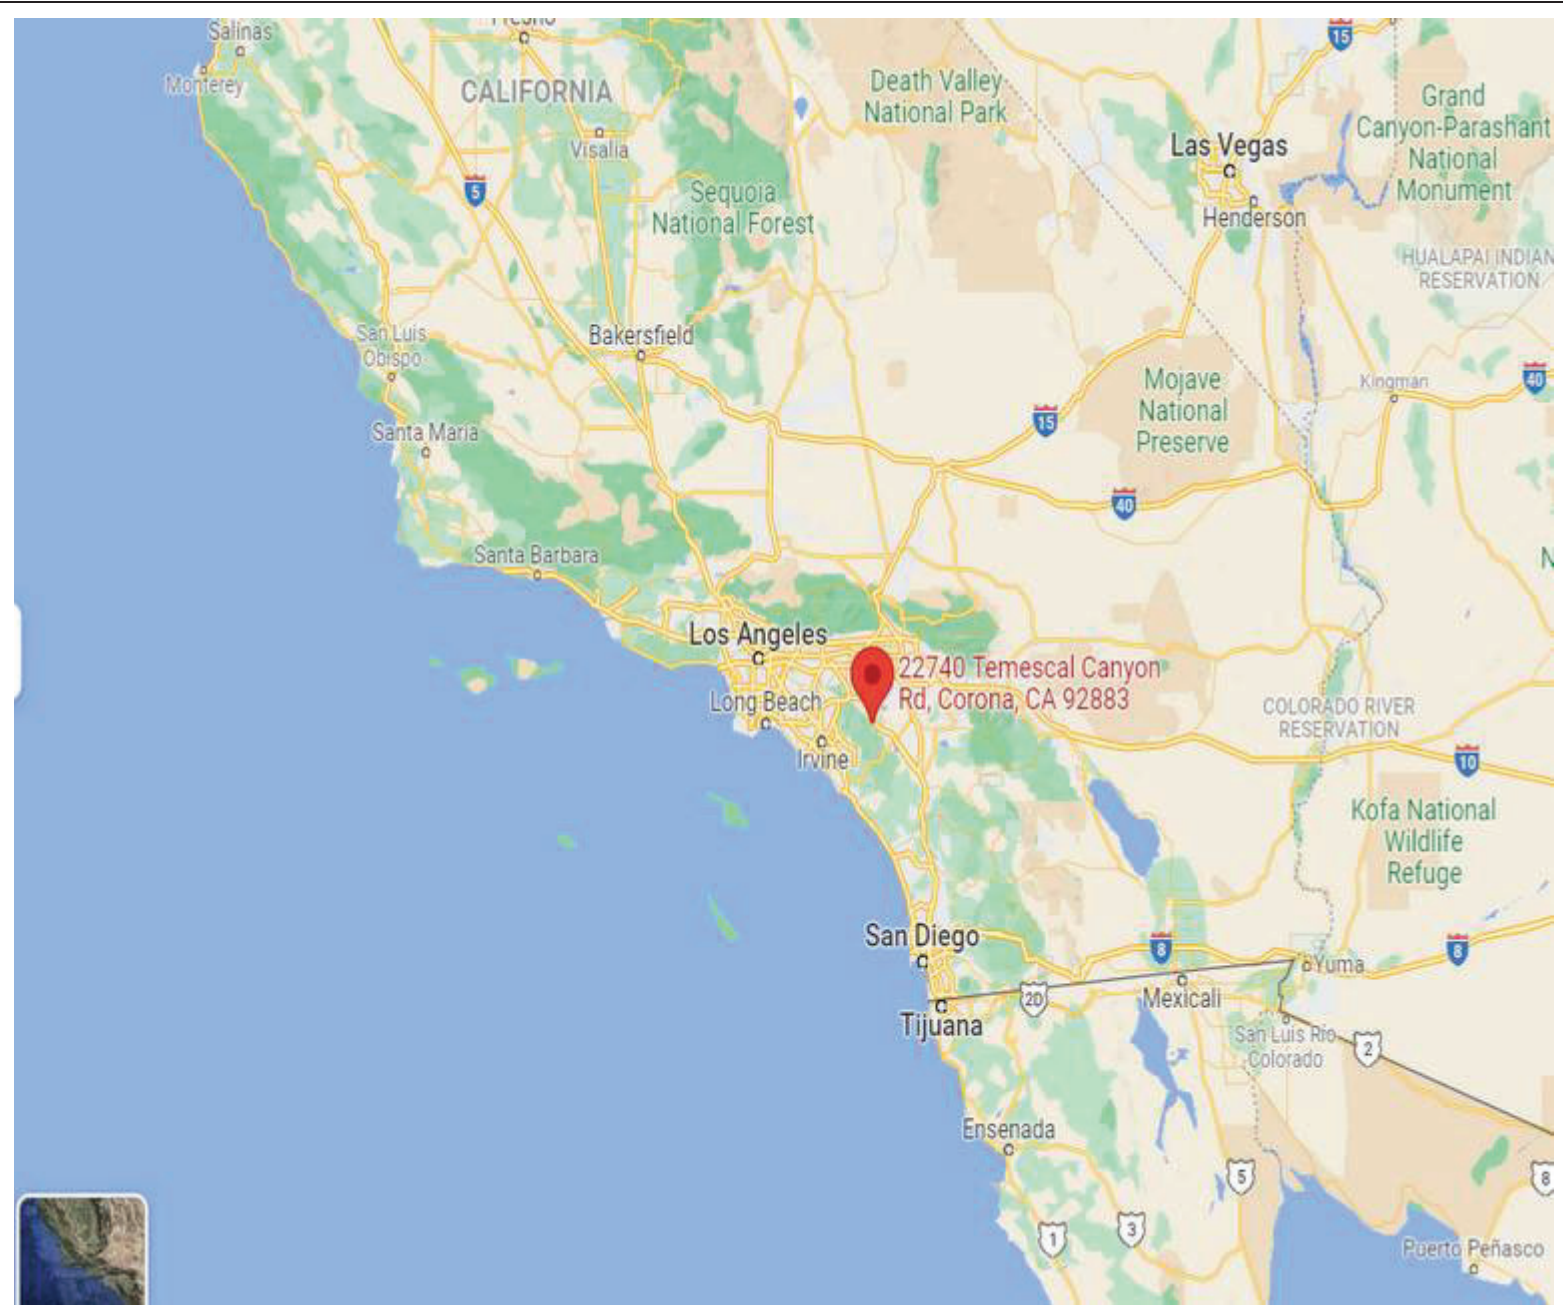 Fresno
Salinas
Monterey
CALIFORNIA
Visalia
Death Valley
National Park
15
Grand
Canyon-Parashant
National
Monument
Las Vegas
Henderson
5
Sequoia
National Forest
HUALAPAI INDIAN
RESERVATION
San Luis
Obispo
Bakersfield
Mojave
National
Preserve
Kingman
40
15
Santa Maria
40
Santa Barbara
N
Los Angeles
22740 Temescal Canyon
Rd, Corona, CA 92883
Long Beach
Irvine
COLORADO RIVER
RESERVATION
10
Kofa National
Wildlife
Refuge
San Diego
8
8
Yuma
2D
Mexicali
Tijuana
San Luis Río
Colorado
2
Ensenada
5
8
1
3
Puerto Peñasco